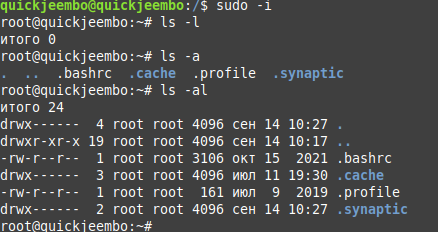 quickjeembo@quickjeembo:/$ sudo -i
root@quickjeembo:~# ls -l
итого 0
root@quickjeembo:~# ls -a
.  ..  .bashrc  .cache  .profile  .synaptic
root@quickjeembo:~# ls -al
итого 24
drwx------  4 root root 4096 сен 14 10:27 .
drwxr-xr-x 19 root root 4096 сен 14 10:17 ..
-rw-r--r--  1 root root 3106 окт 15  2021 .bashrc
drwx------  3 root root 4096 июл 11 19:30 .cache
-rw-r--r--  1 root root  161 июл  9  2019 .profile
drwx------  2 root root 4096 сен 14 10:27 .synaptic
root@quickjeembo:~#